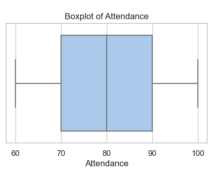 Boxplot of Attendance
60 70 80 90 100
Attendance